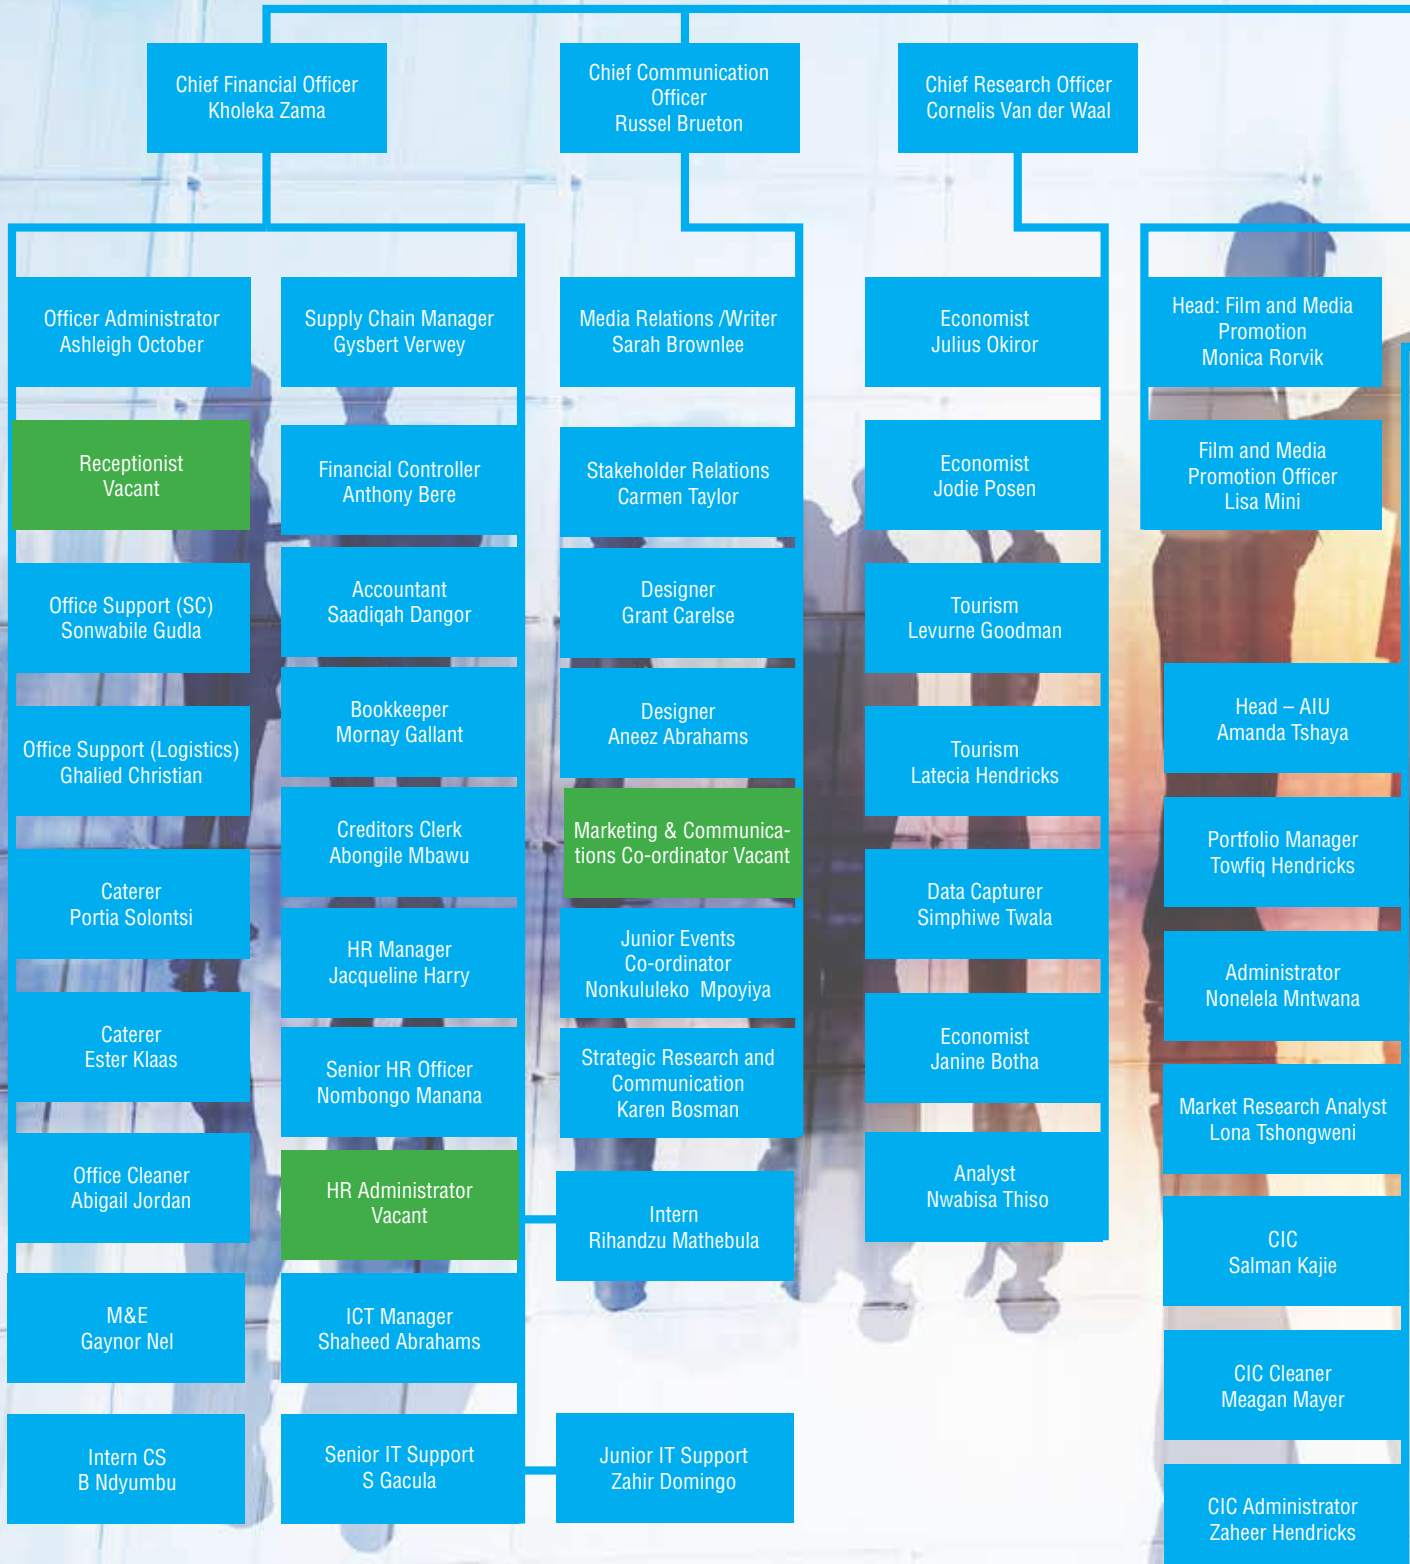 Chief Financial Officer
Kholeka Zama
Chief Communication
Officer
Russel Brueton
Chief Research Officer
Cornelis Van der Waal
Officer Administrator
Ashleigh October
Receptionist
Vacant
Office Support (SC)
Sonwabile Gudla
Office Support (Logistics)
Ghalied Christian
Caterer
Portia Solontsi
Caterer
Ester Klaas
Office Cleaner
Abigail Jordan
M&E
Gaynor Nel
Intern CS
B Ndyumbu
Supply Chain Manager
Gysbert Verwey
Financial Controller
Anthony Bere
Accountant
Saadiqah Dangor
Bookkeeper
Mornay Gallant
Creditors Clerk
Abongile Mbawu
HR Manager
Jacqueline Harry
Senior HR Officer
Nombongo Manana
HR Administrator
Vacant
ICT Manager
Shaheed Abrahams
Senior IT Support
S Gacula
Media Relations /Writer
Sarah Brownlee
Stakeholder Relations
Carmen Taylor
Designer
Grant Carelse
Designer
Aneez Abrahams
Marketing & Communica-
tions Co-ordinator Vacant
Junior Events
Co-ordinator
Nonkululeko Mpoyiya
Strategic Research and
Communication
Karen Bosman
Intern
Rihandzu Mathebula
Junior IT Support
Zahir Domingo
Economist
Julius Okiror
Economist
Jodie Posen
Tourism
Levurne Goodman
Tourism
Latecia Hendricks
Data Capturer
Simphiwe Twala
Economist
Janine Botha
Analyst
Nwabisa Thiso
Head: Film and Media
Promotion
Monica Rorvik
Film and Media
Promotion Officer
Lisa Mini
Head – AIU
Amanda Tshaya
Portfolio Manager
Towfiq Hendricks
Administrator
Nonelela Mntwana
Market Research Analyst
Lona Tshongweni
CIC
Salman Kajie
CIC Cleaner
Meagan Mayer
CIC Administrator
Zaheer Hendricks